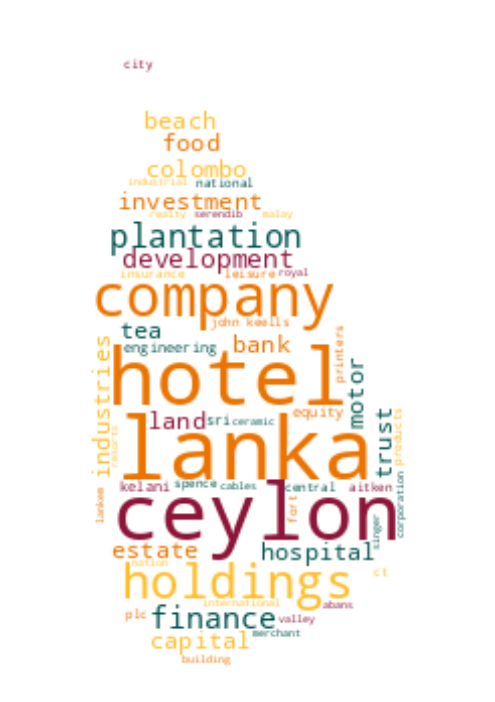 city
beach
food
colombo
industrial national
investment
realty serendib malay
plantation
development
insurance leisure royal
company
john keells
tea
engineering bank
printers
industries
hotel
motor
equity
land sri ceramic
trust
products
resorts
lanka
kelani spence cables central aitken
lankem
ceylon
fort
corporation
singer
estate hospital
nation
holdings
ct
international abans
plc finance valley
merchant
capital
building